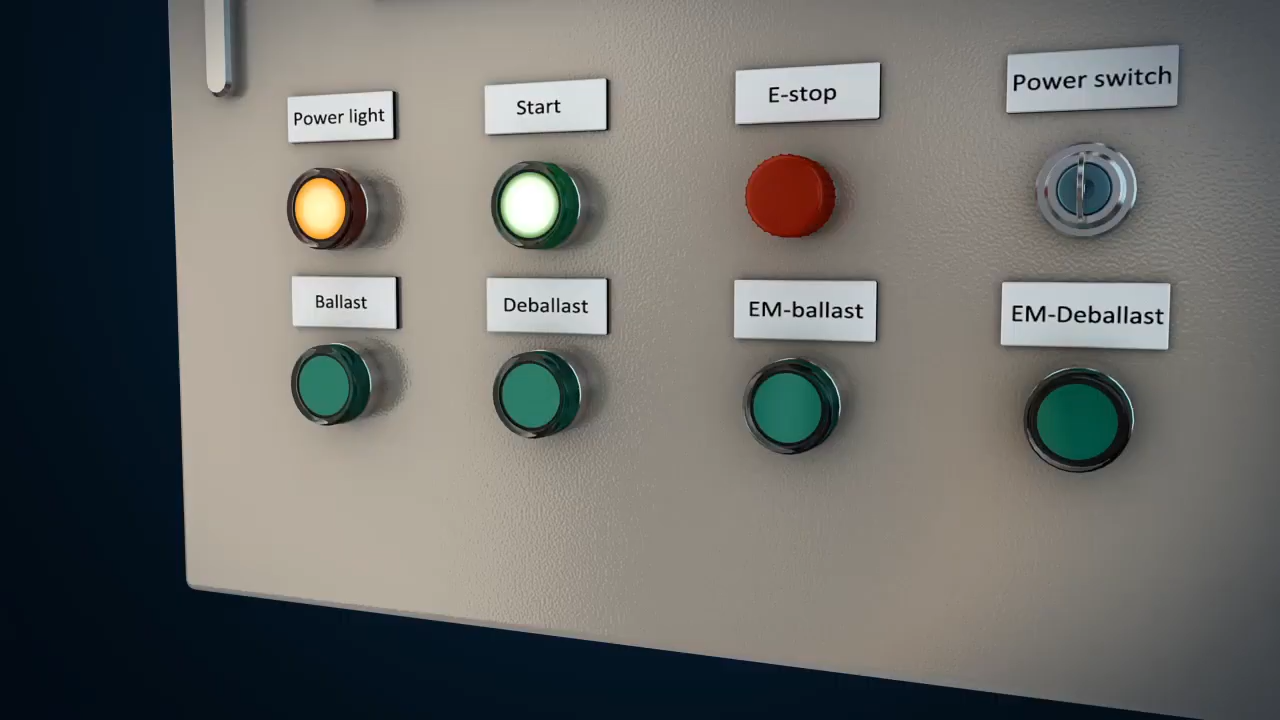 Power light
Start
E-stop
Power switch
Ballast
Deballast
EM-ballast
EM-Deballast